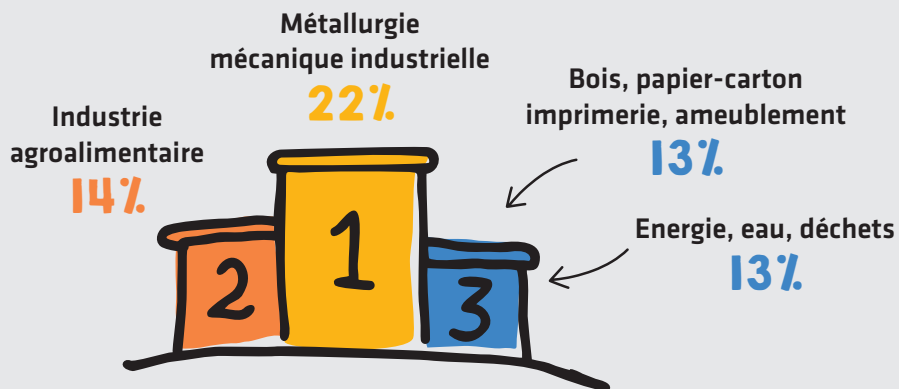 Métallurgie
mécanique industrielle
22%
Industrie
agroalimentaire
14%
Bois, papier-carton
imprimerie, ameublement
13%
Energie, eau, déchets
13%
2
1
3